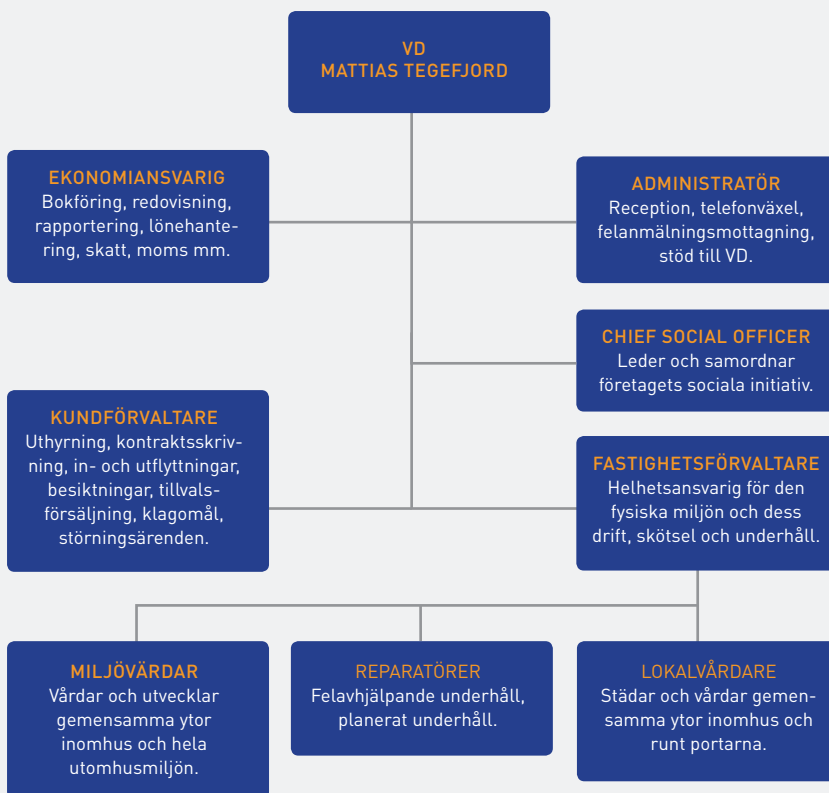 VD
MATTIAS TEGEFJORD
EKONOMIANSVARIG
Bokföring, redovisning,
rapportering, lönehante-
ring, skatt, moms mm.
ADMINISTRATÖR
Reception, telefonväxel,
felanmälningsmottagning,
stöd till VD.
CHIEF SOCIAL OFFICER
Leder och samordnar
företagets sociala initiativ.
KUNDFÖRVALTARE
Uthyrning, kontraktsskriv-
ning, in- och utflyttningar,
besiktningar, tillvals-
försäljning, klagomål,
störningsärenden.
FASTIGHETSFÖRVALTARE
Helhetsansvarig för den
fysiska miljön och dess
drift, skötsel och underhåll.
MILJÖVÄRDAR
Vårdar och utvecklar
gemensamma ytor
inomhus och hela
utomhusmiljön.
REPARATÖRER
Felavhjälpande underhåll,
planerat underhåll.
LOKALVÅRDARE
Städar och vårdar gemen-
samma ytor inomhus och
runt portarna.